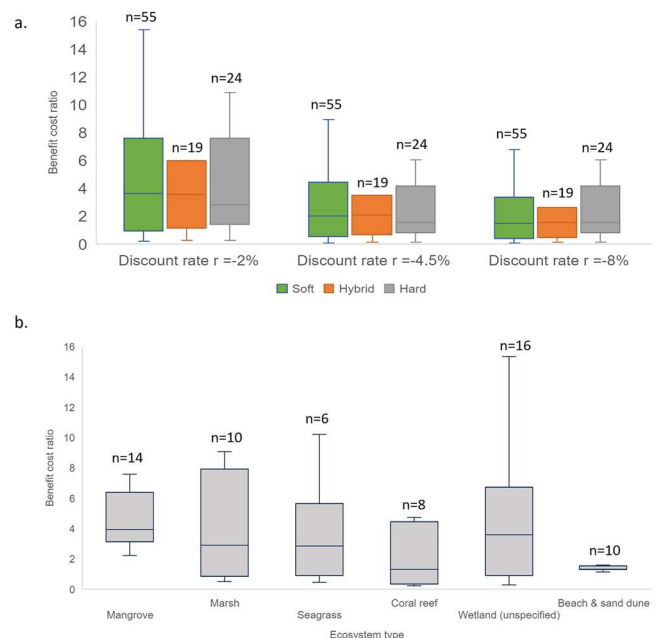 a.
Benefit cost ratio
16
14
12
10
8
6
4
2
0
n=55
n=19
n=24
n=55
n=19
n=24
n=55
n=19
n=24
Discount rate r =-2%
Discount rate r =-4.5%
Discount rate r =-8%
Soft Hybrid Hard
b.
Benefit cost ratio
16
14
12
10
8
6
4
2
0
n=14
n=10
n=6
n=8
n=16
n=10
Mangrove
Marsh
Seagrass
Coral reef
Wetland (unspecified)
Beach & sand dune
Ecosystem type